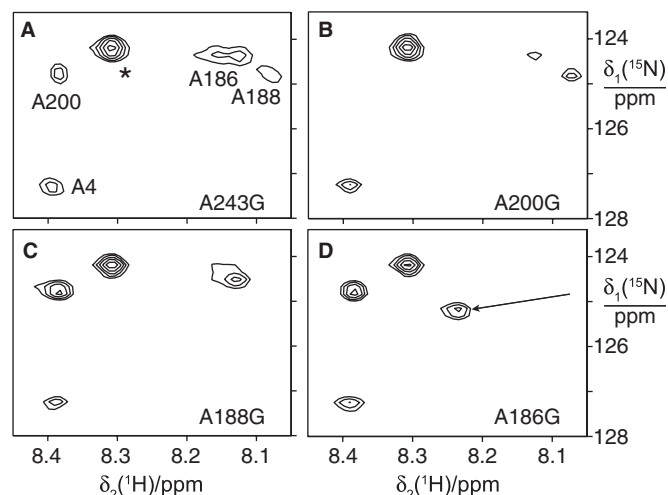 A
B
124
*
A186
A188
A200
δ₁(¹⁵N)
ppm
126
A4
A243G
A200G
128
C
D
124
δ₁(¹⁵N)
ppm
126
A188G
A186G
128
8.4 8.3 8.2 8.1
8.4 8.3 8.2 8.1
δ₂(¹H)/ppm
δ₂(¹H)/ppm